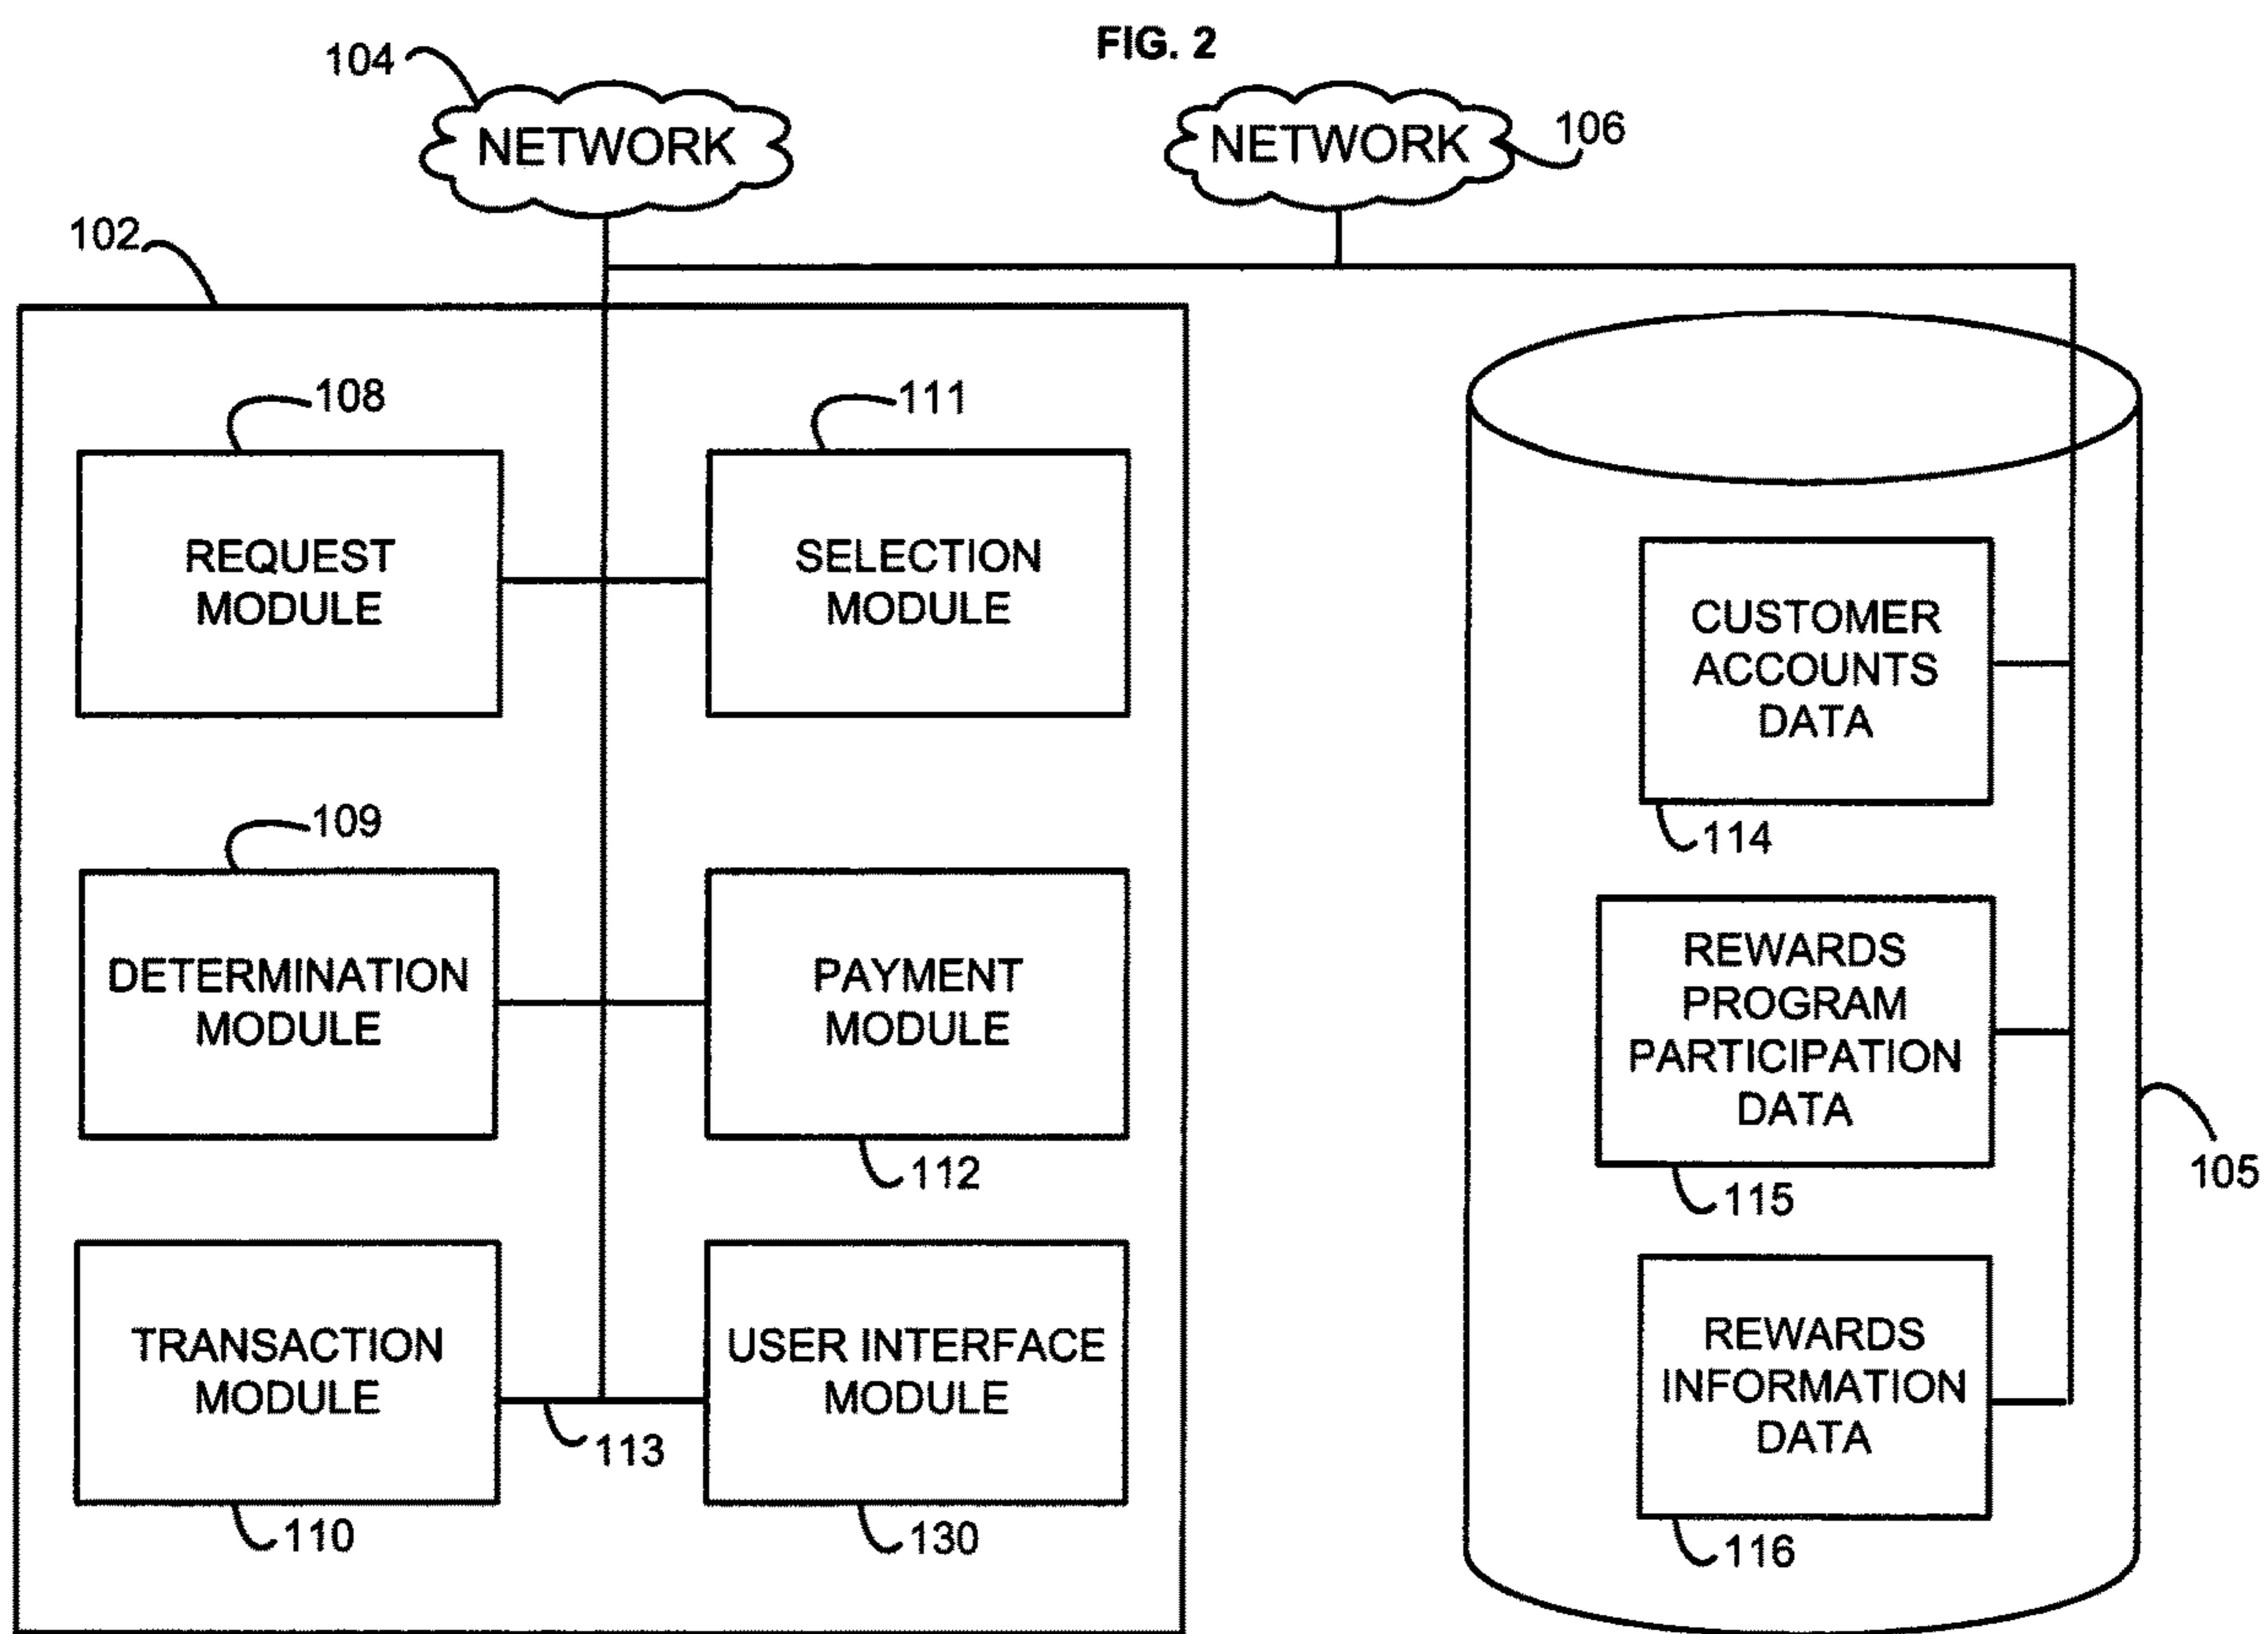 FIG. 2
104
NETWORK
NETWORK
106
102
108
111
REQUEST
MODULE
SELECTION
MODULE
CUSTOMER
ACCOUNTS
DATA
114
109
DETERMINATION
MODULE
PAYMENT
MODULE
112
REWARDS
PROGRAM
PARTICIPATION
DATA
115
105
TRANSACTION
MODULE
USER INTERFACE
MODULE
113
110
130
REWARDS
INFORMATION
DATA
116